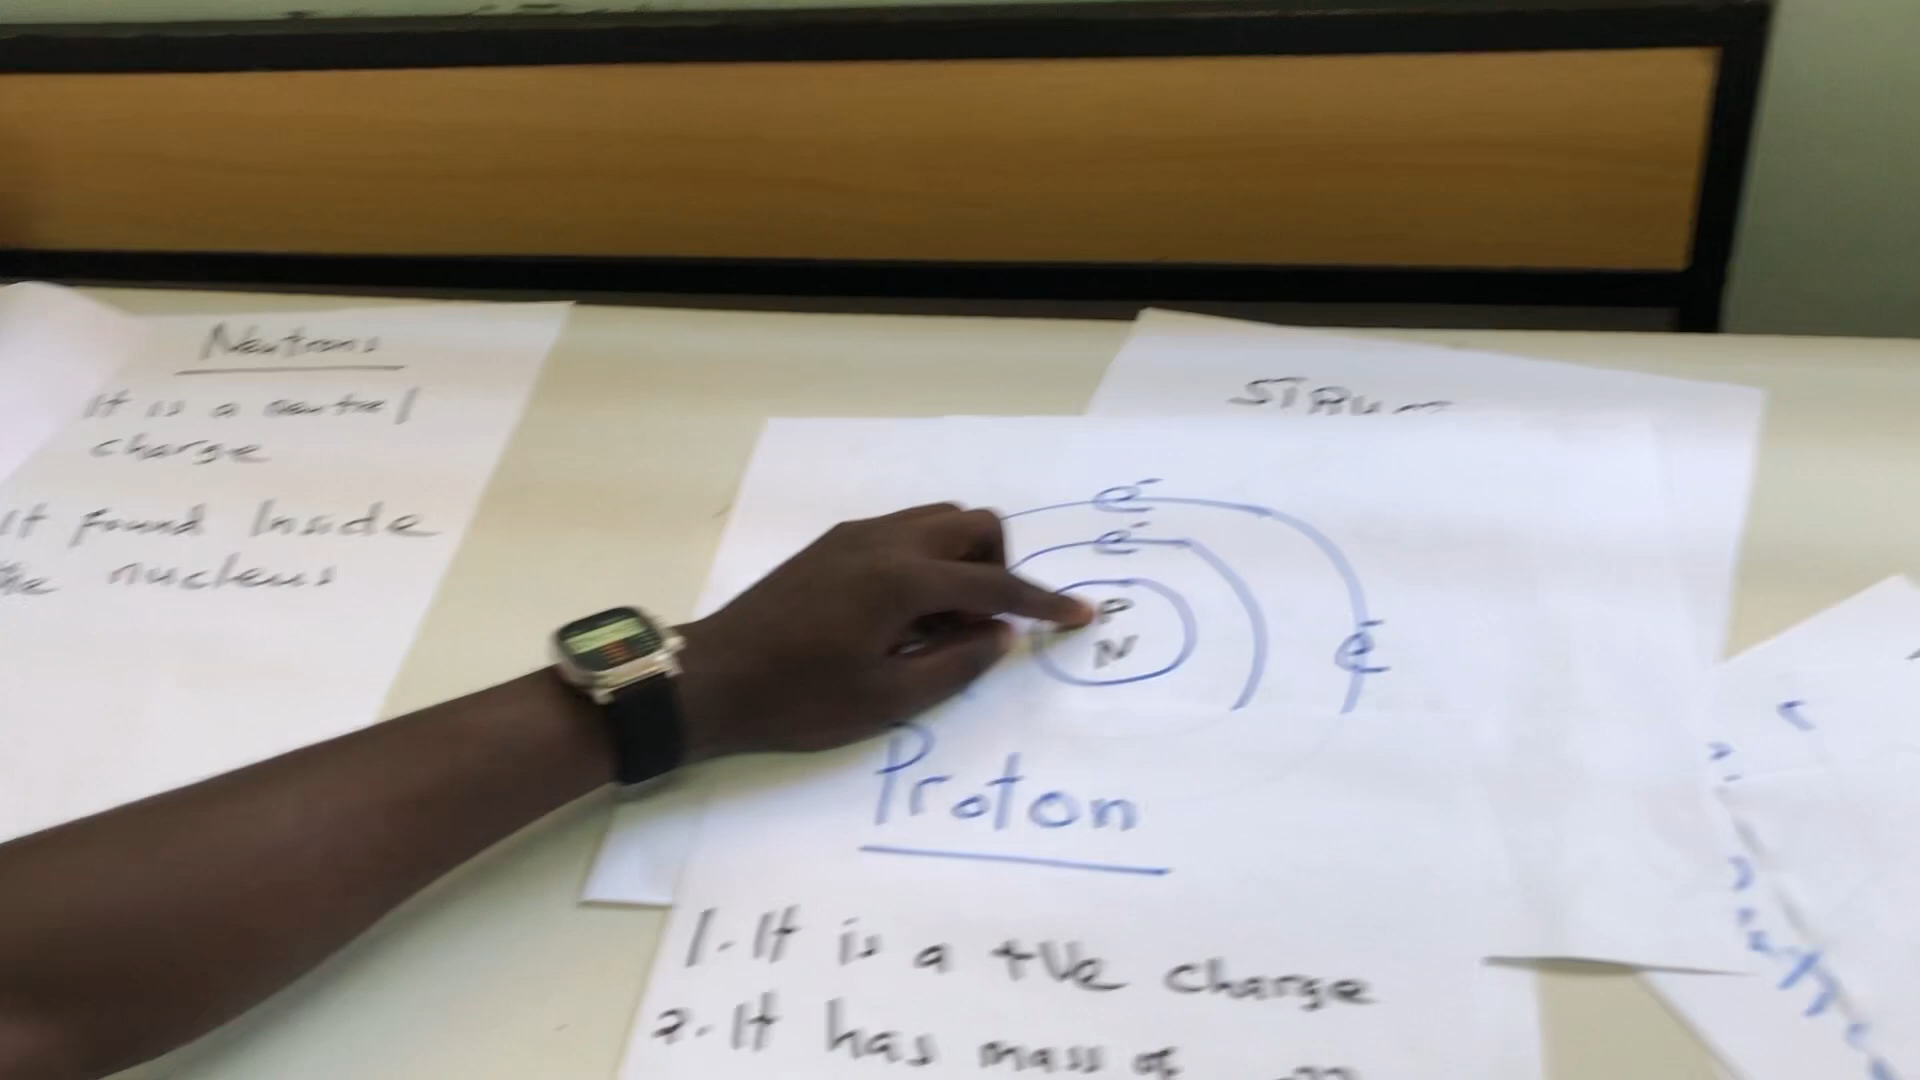 Neutrons
It is a neutral
charge
It found Inside
the nucleus
e-
e-
P
N
e-
Proton
1. It is a +Ve charge
2. It has mass of